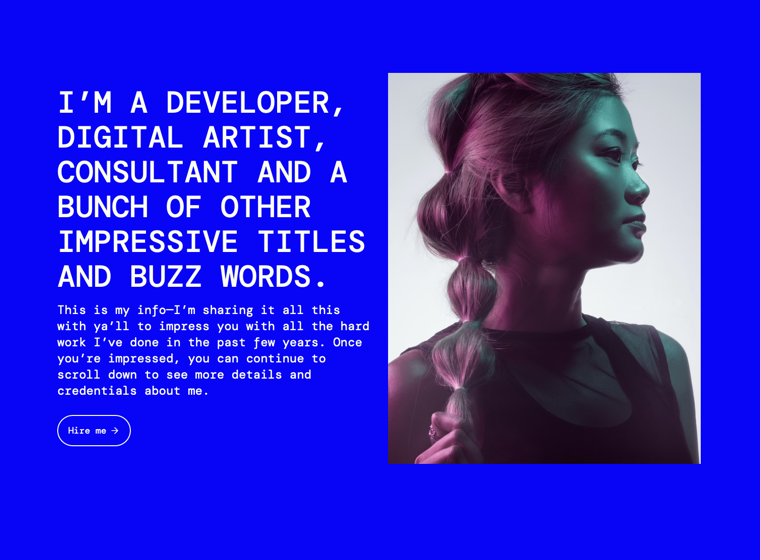 I’M A DEVELOPER,
DIGITAL ARTIST,
CONSULTANT AND A
BUNCH OF OTHER
IMPRESSIVE TITLES
AND BUZZ WORDS.
This is my info—I’m sharing it all this
with ya’ll to impress you with all the hard
work I’ve done in the past few years. Once
you’re impressed, you can continue to
scroll down to see more details and
credentials about me.
Hire me →